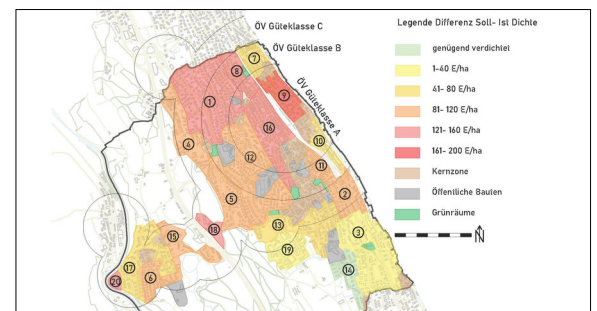 ÖV Güteklasse C
ÖV Güteklasse B
ÖV Güteklasse A
7
8
9
1
16
10
4
12
11
5
2
13
3
18
19
15
17
6
14
20
Legende Differenz Soll- Ist Dichte
genügend verdichtet
1-40 E/ha
41- 80 E/ha
81- 120 E/ha
121- 160 E/ha
161- 200 E/ha
Kernzone
Öffentliche Bauten
Grünräume
N